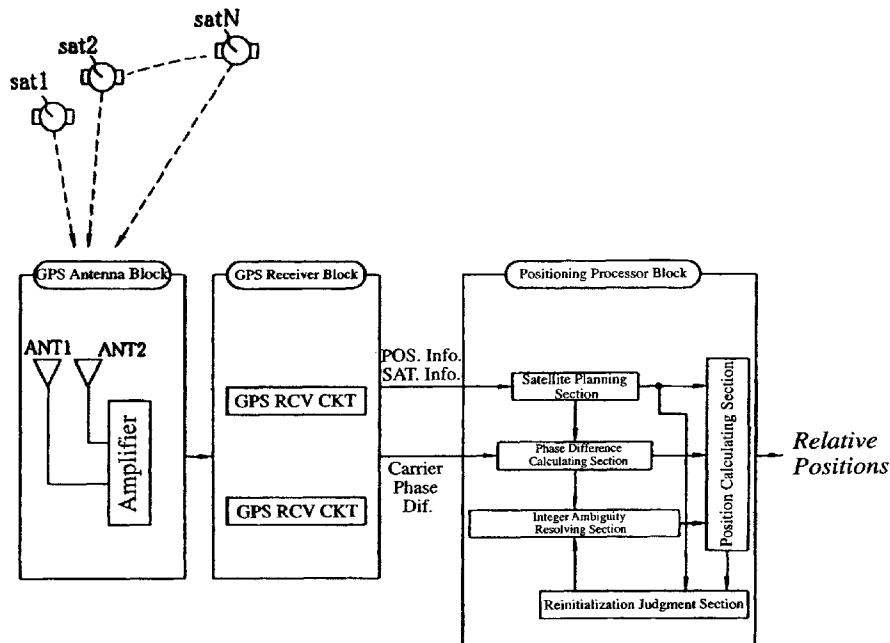 satN
sat2
sat1
GPS Antenna Block
GPS Receiver Block
Positioning Processor Block
ANT1
ANT2
Amplifier
GPS RCV CKT
GPS RCV CKT
POS. Info.
SAT. Info.
Carrier
Phase
Dif.
Satellite Planning
Section
Phase Difference
Calculating Section
Integer Ambiguity
Resolving Section
Reinitialization Judgment Section
Position Calculating Section
Relative
Positions